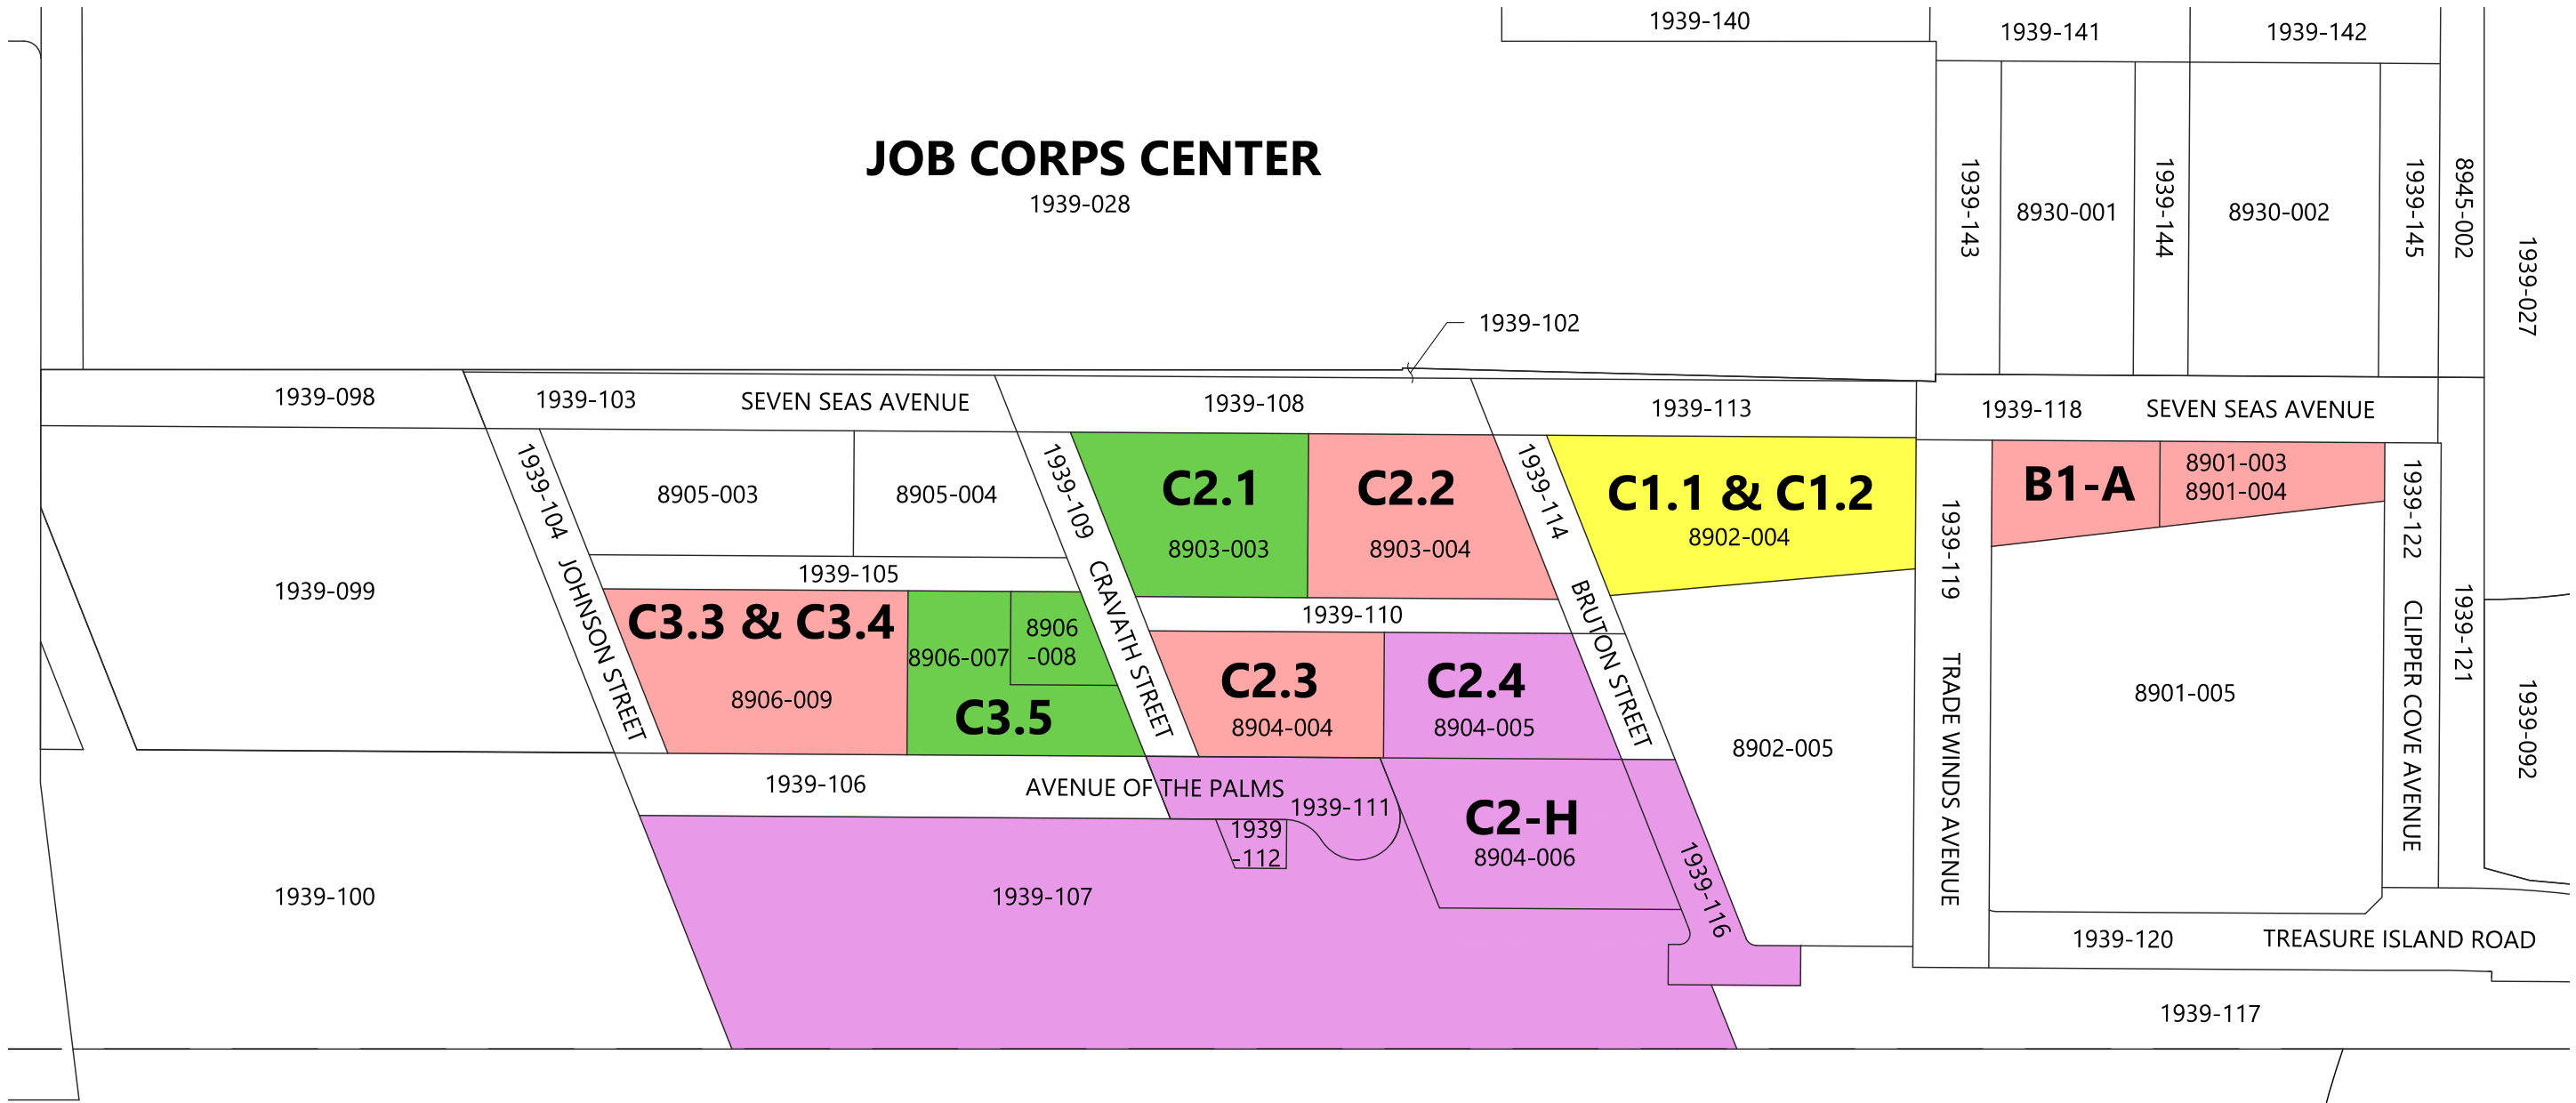 1939-140
1939-141
1939-142
JOB CORPS CENTER
1939-028
1939-143
8930-001
1939-144
8930-002
1939-145
8945-002
1939-027
1939-102
1939-098
1939-103
SEVEN SEAS AVENUE
1939-108
1939-113
1939-118
SEVEN SEAS AVENUE
1939-099
1939-104 JOHNSON STREET
8905-003
8905-004
1939-105
1939-109 CRAVATH STREET
C2.1
8903-003
C2.2
8903-004
1939-114 BRUTON STREET
C1.1 & C1.2
8902-004
1939-119 TRADE WINDS AVENUE
B1-A
8901-003
8901-004
1939-122 CLIPPER COVE AVENUE
1939-121
C3.3 & C3.4
8906-009
8906-007
8906
-008
C3.5
1939-110
C2.3
8904-004
C2.4
8904-005
8902-005
8901-005
1939-092
1939-106
AVENUE OF THE PALMS
1939-111
1939
-112
C2-H
8904-006
1939-116
1939-100
1939-107
1939-120
TREASURE ISLAND ROAD
1939-117